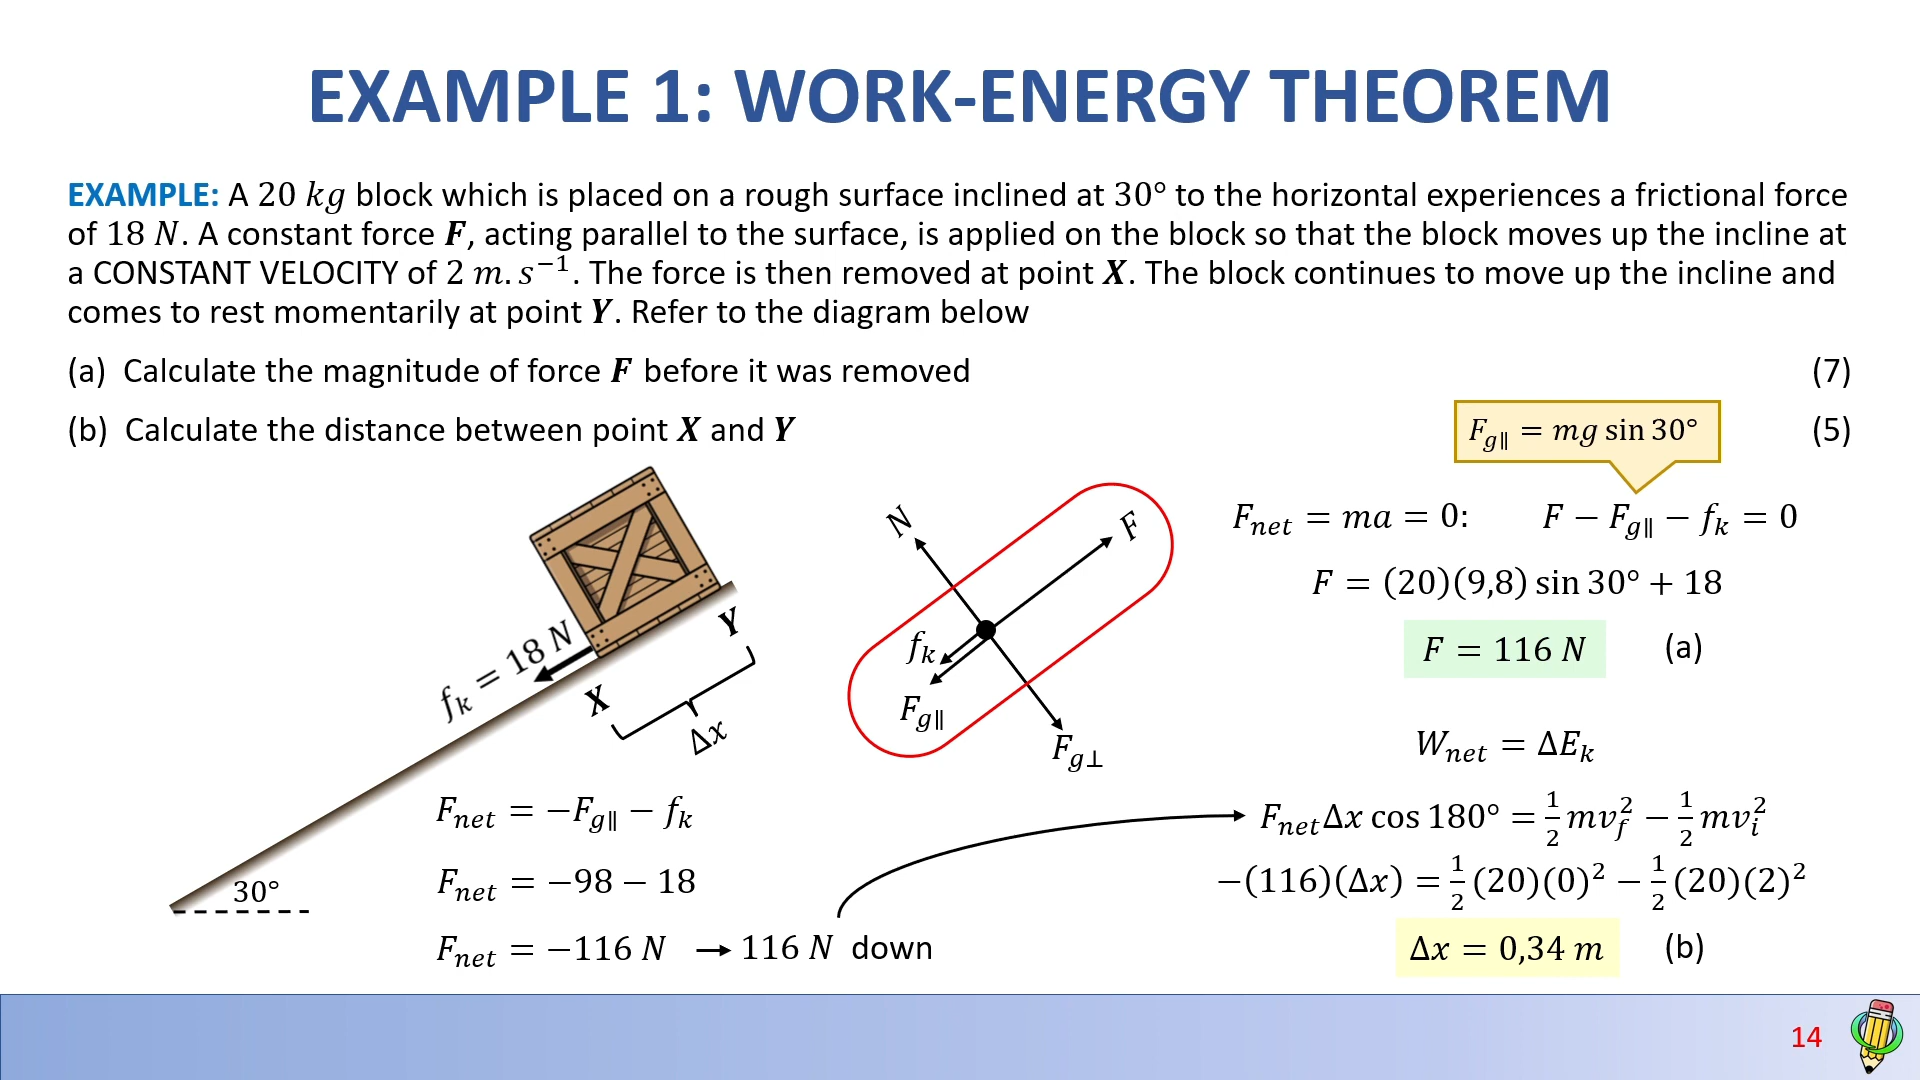 EXAMPLE 1: WORK-ENERGY THEOREM
EXAMPLE: A 20 kg block which is placed on a rough surface inclined at 30° to the horizontal experiences a frictional force
of 18 N. A constant force F, acting parallel to the surface, is applied on the block so that the block moves up the incline at
a CONSTANT VELOCITY of 2 m.s⁻¹. The force is then removed at point X. The block continues to move up the incline and
comes to rest momentarily at point Y. Refer to the diagram below
(a) Calculate the magnitude of force F before it was removed (7)
(b) Calculate the distance between point X and Y (5)
F_g∥ = mg sin 30°
f_k = 18 N
X
Y
Δx
30°
N
F
f_k
F_g∥
F_g⊥
F_net = ma = 0: F − F_g∥ − f_k = 0
F = (20)(9,8) sin 30° + 18
F = 116 N (a)
F_net = −F_g∥ − f_k
F_net = −98 − 18
F_net = −116 N → 116 N down
W_net = ΔE_k
F_net Δx cos 180° = ½ mv_f² − ½ mv_i²
−(116)(Δx) = ½ (20)(0)² − ½ (20)(2)²
Δx = 0,34 m (b)
14